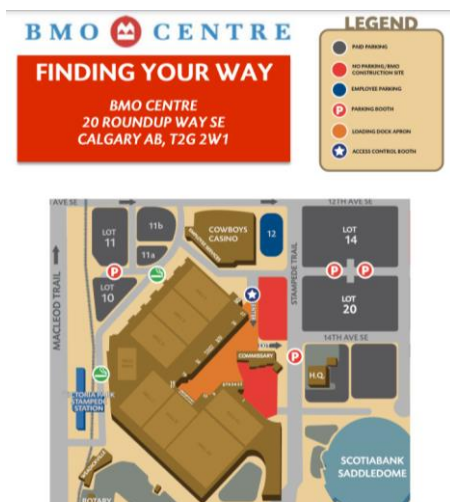 BMO CENTRE
FINDING YOUR WAY
BMO CENTRE
20 ROUNDUP WAY SE
CALGARY AB, T2G 2W1
LEGEND
PAID PARKING
NO PARKING/BMO
CONSTRUCTION SITE
EMPLOYEE PARKING
P
PARKING BOOTH
LOADING DOCK APRON
ACCESS CONTROL BOOTH
AVE SE
12TH AVE SE
LOT
11
11b
11a
COWBOYS
CASINO
12
LOT
14
MACLEOD TRAIL
P
LOT
10
STAMPEDE TRAIL
P
P
LOT
20
14TH AVE SE
COMMISSARY
P
H.Q.
STAMPEDE
STATION
SCOTIABANK
SADDLEDOME
ROTARY